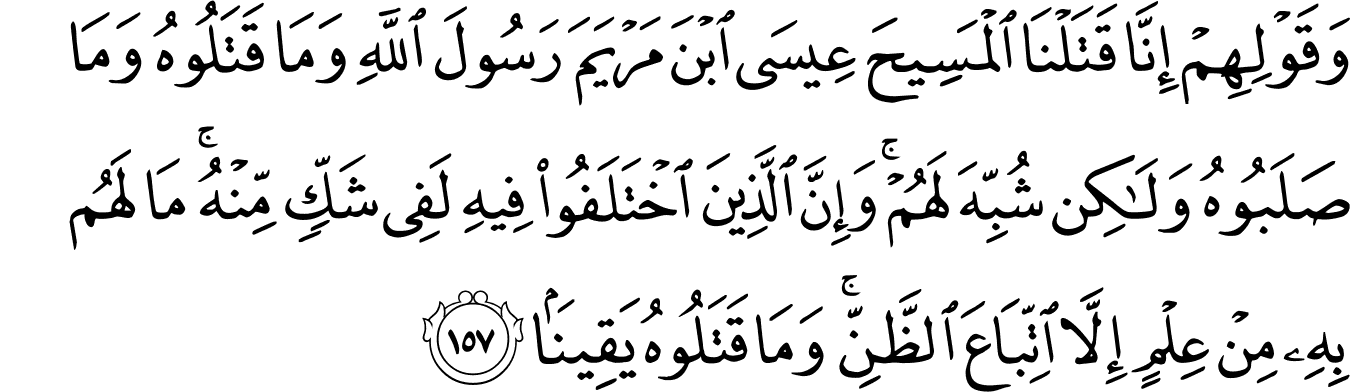 وَقَوْلِهِمْ إِنَّا قَتَلْنَا ٱلْمَسِيحَ عِيسَى ٱبْنَ مَرْيَمَ رَسُولَ ٱللَّهِ وَمَا قَتَلُوهُ وَمَا
صَلَبُوهُ وَلَـٰكِن شُبِّهَ لَهُمْ ۚ وَإِنَّ ٱلَّذِينَ ٱخْتَلَفُوا۟ فِيهِ لَفِى شَكٍّ مِّنْهُ ۚ مَا لَهُم
بِهِۦ مِنْ عِلْمٍ إِلَّا ٱتِّبَاعَ ٱلظَّنِّ ۚ وَمَا قَتَلُوهُ يَقِينَۢا ١٥٧